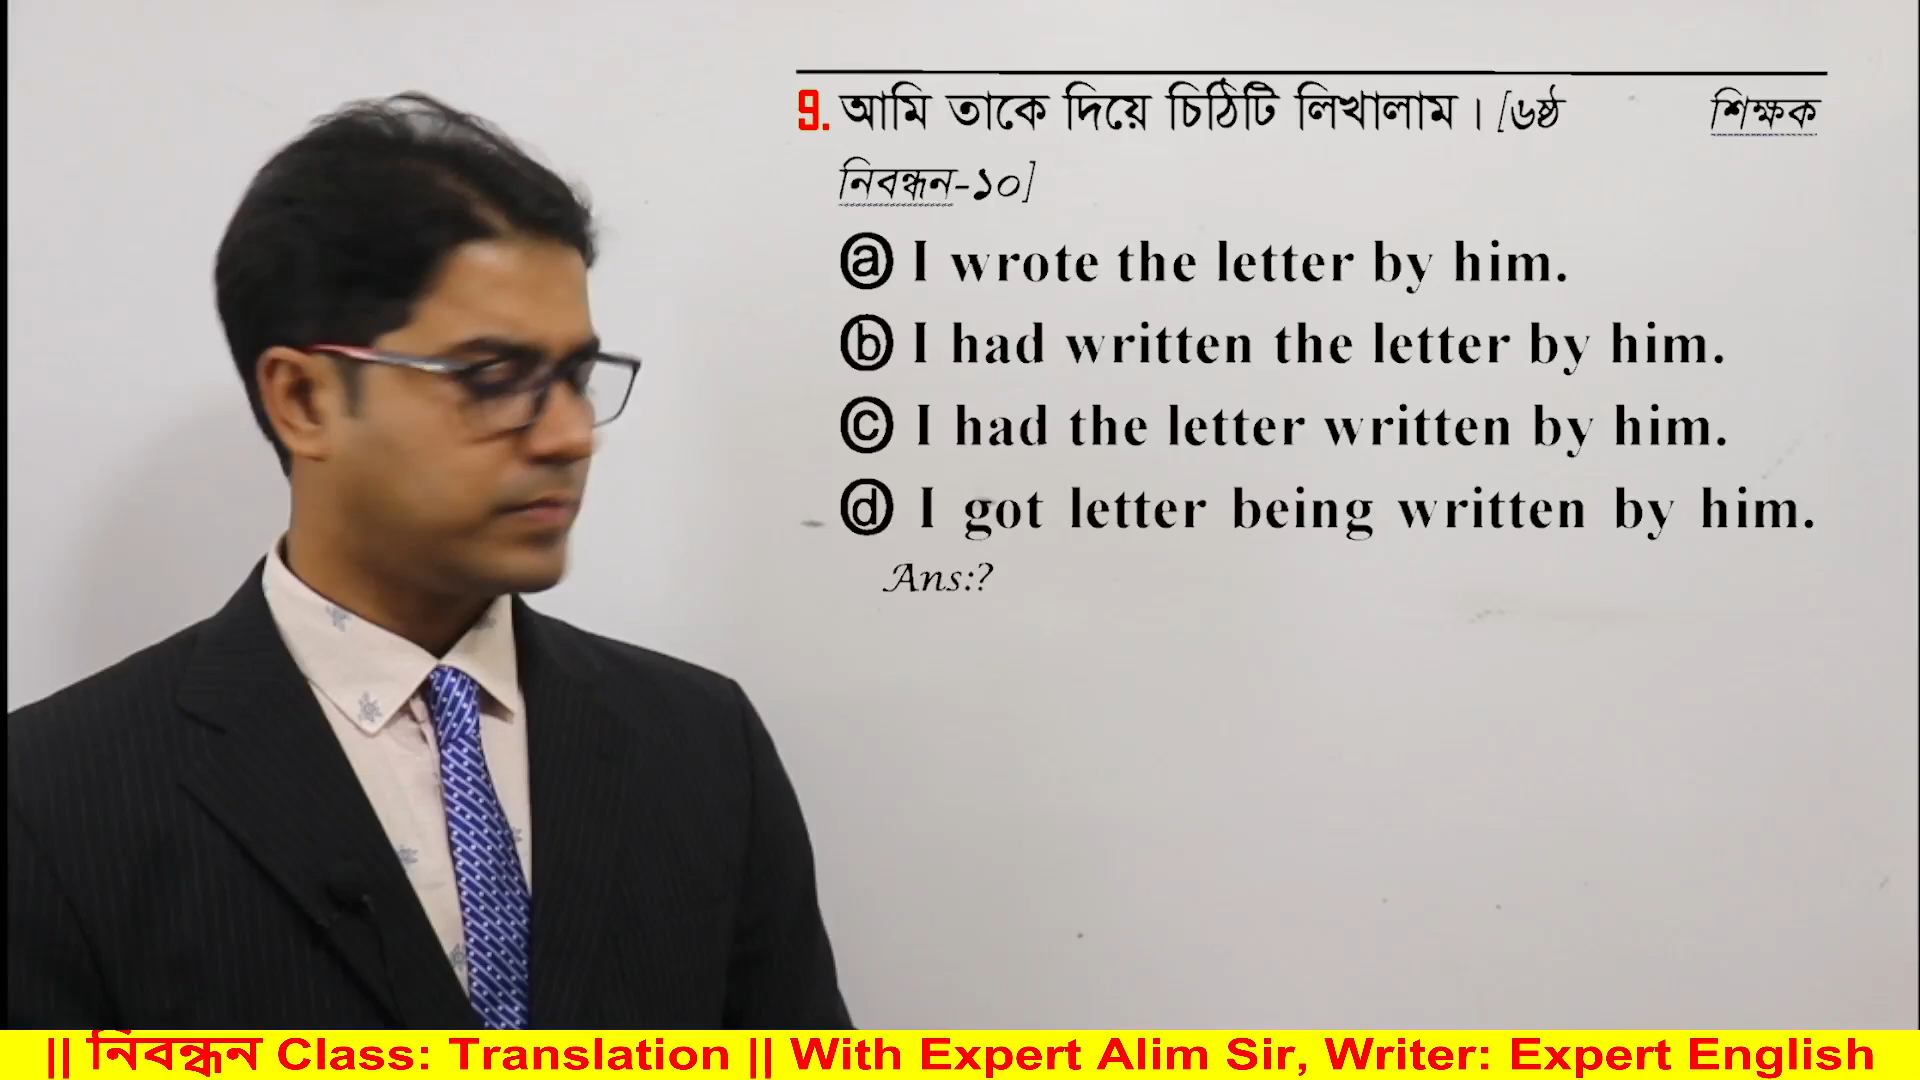 9. আমি তাকে দিয়ে চিঠিটি লিখালাম। [৬ষ্ঠ শিক্ষক
নিবন্ধন-১০]
ⓐ I wrote the letter by him.
ⓑ I had written the letter by him.
ⓒ I had the letter written by him.
ⓓ I got letter being written by him.
Ans:?
|| নিবন্ধন Class: Translation || With Expert Alim Sir, Writer: Expert English